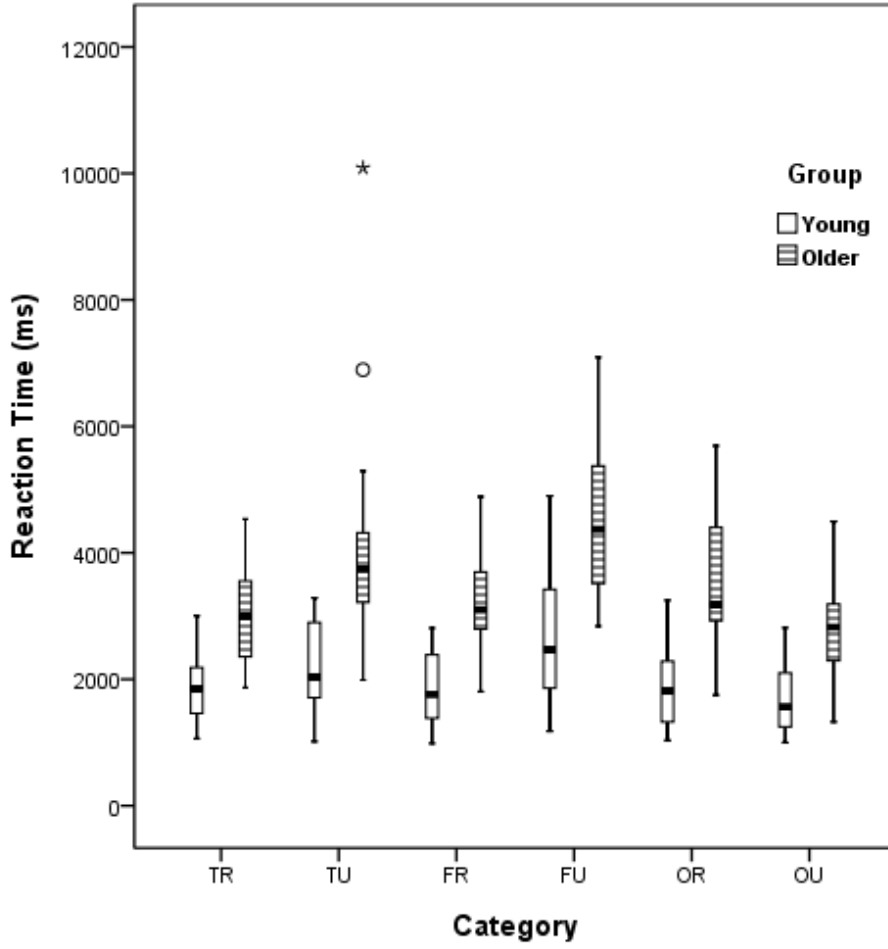 12000
10000
8000
6000
4000
2000
0
Reaction Time (ms)
Group
Young
Older
TR TU FR FU OR OU
Category